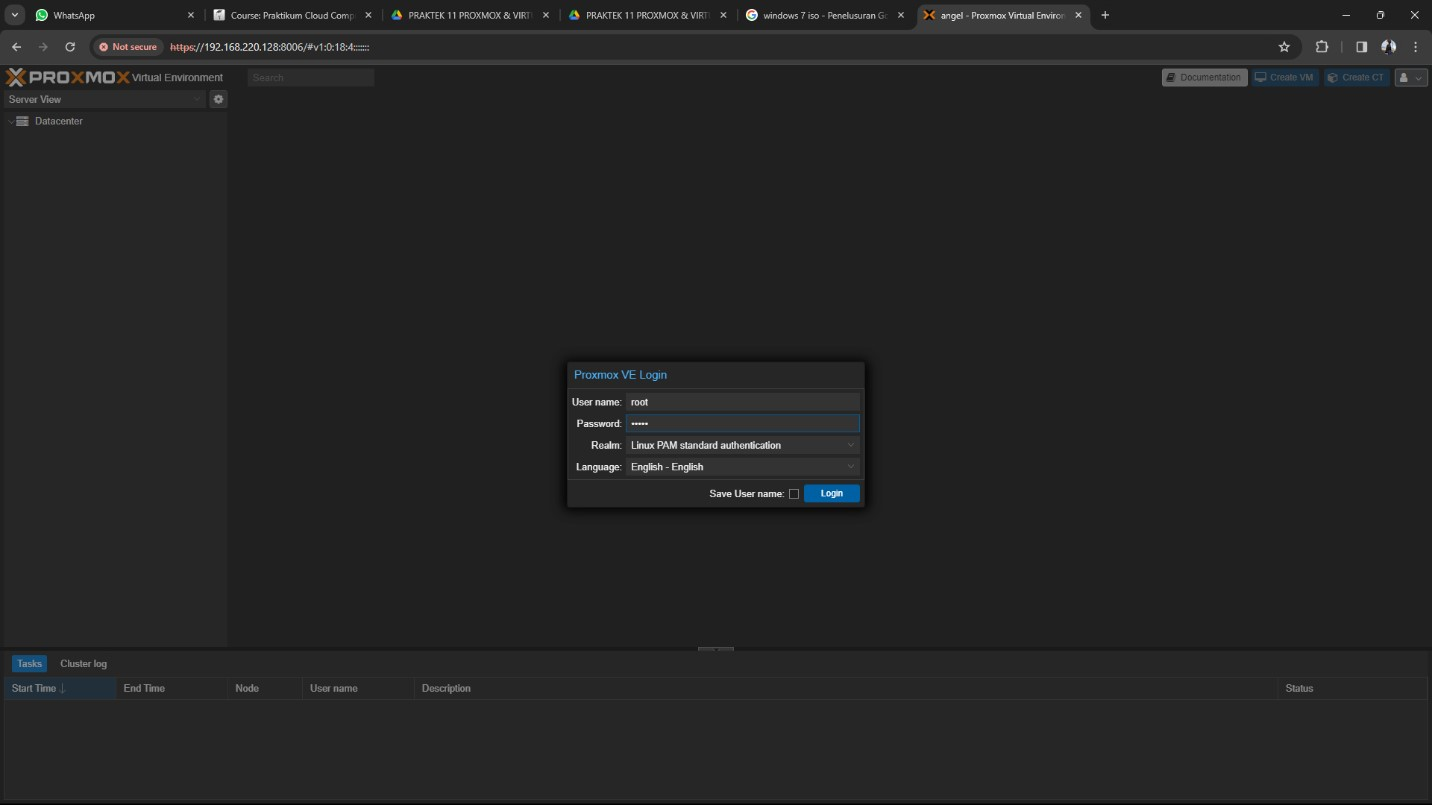 WhatsApp
Course: Praktikum Cloud Comp
PRAKTEK 11 PROXMOX & VIRT
PRAKTEK 11 PROXMOX & VIRT
windows 7 iso - Penelusuran Go
angel - Proxmox Virtual Environ
Not secure https://192.168.220.128:8006/#v1:0:18:4:::::::
PROXMOX Virtual Environment Search Documentation Create VM Create CT
Server View
Datacenter
Proxmox VE Login
User name: root
Password: •••••
Realm: Linux PAM standard authentication
Language: English - English
Save User name: Login
Tasks Cluster log
Start Time ↓ End Time Node User name Description Status